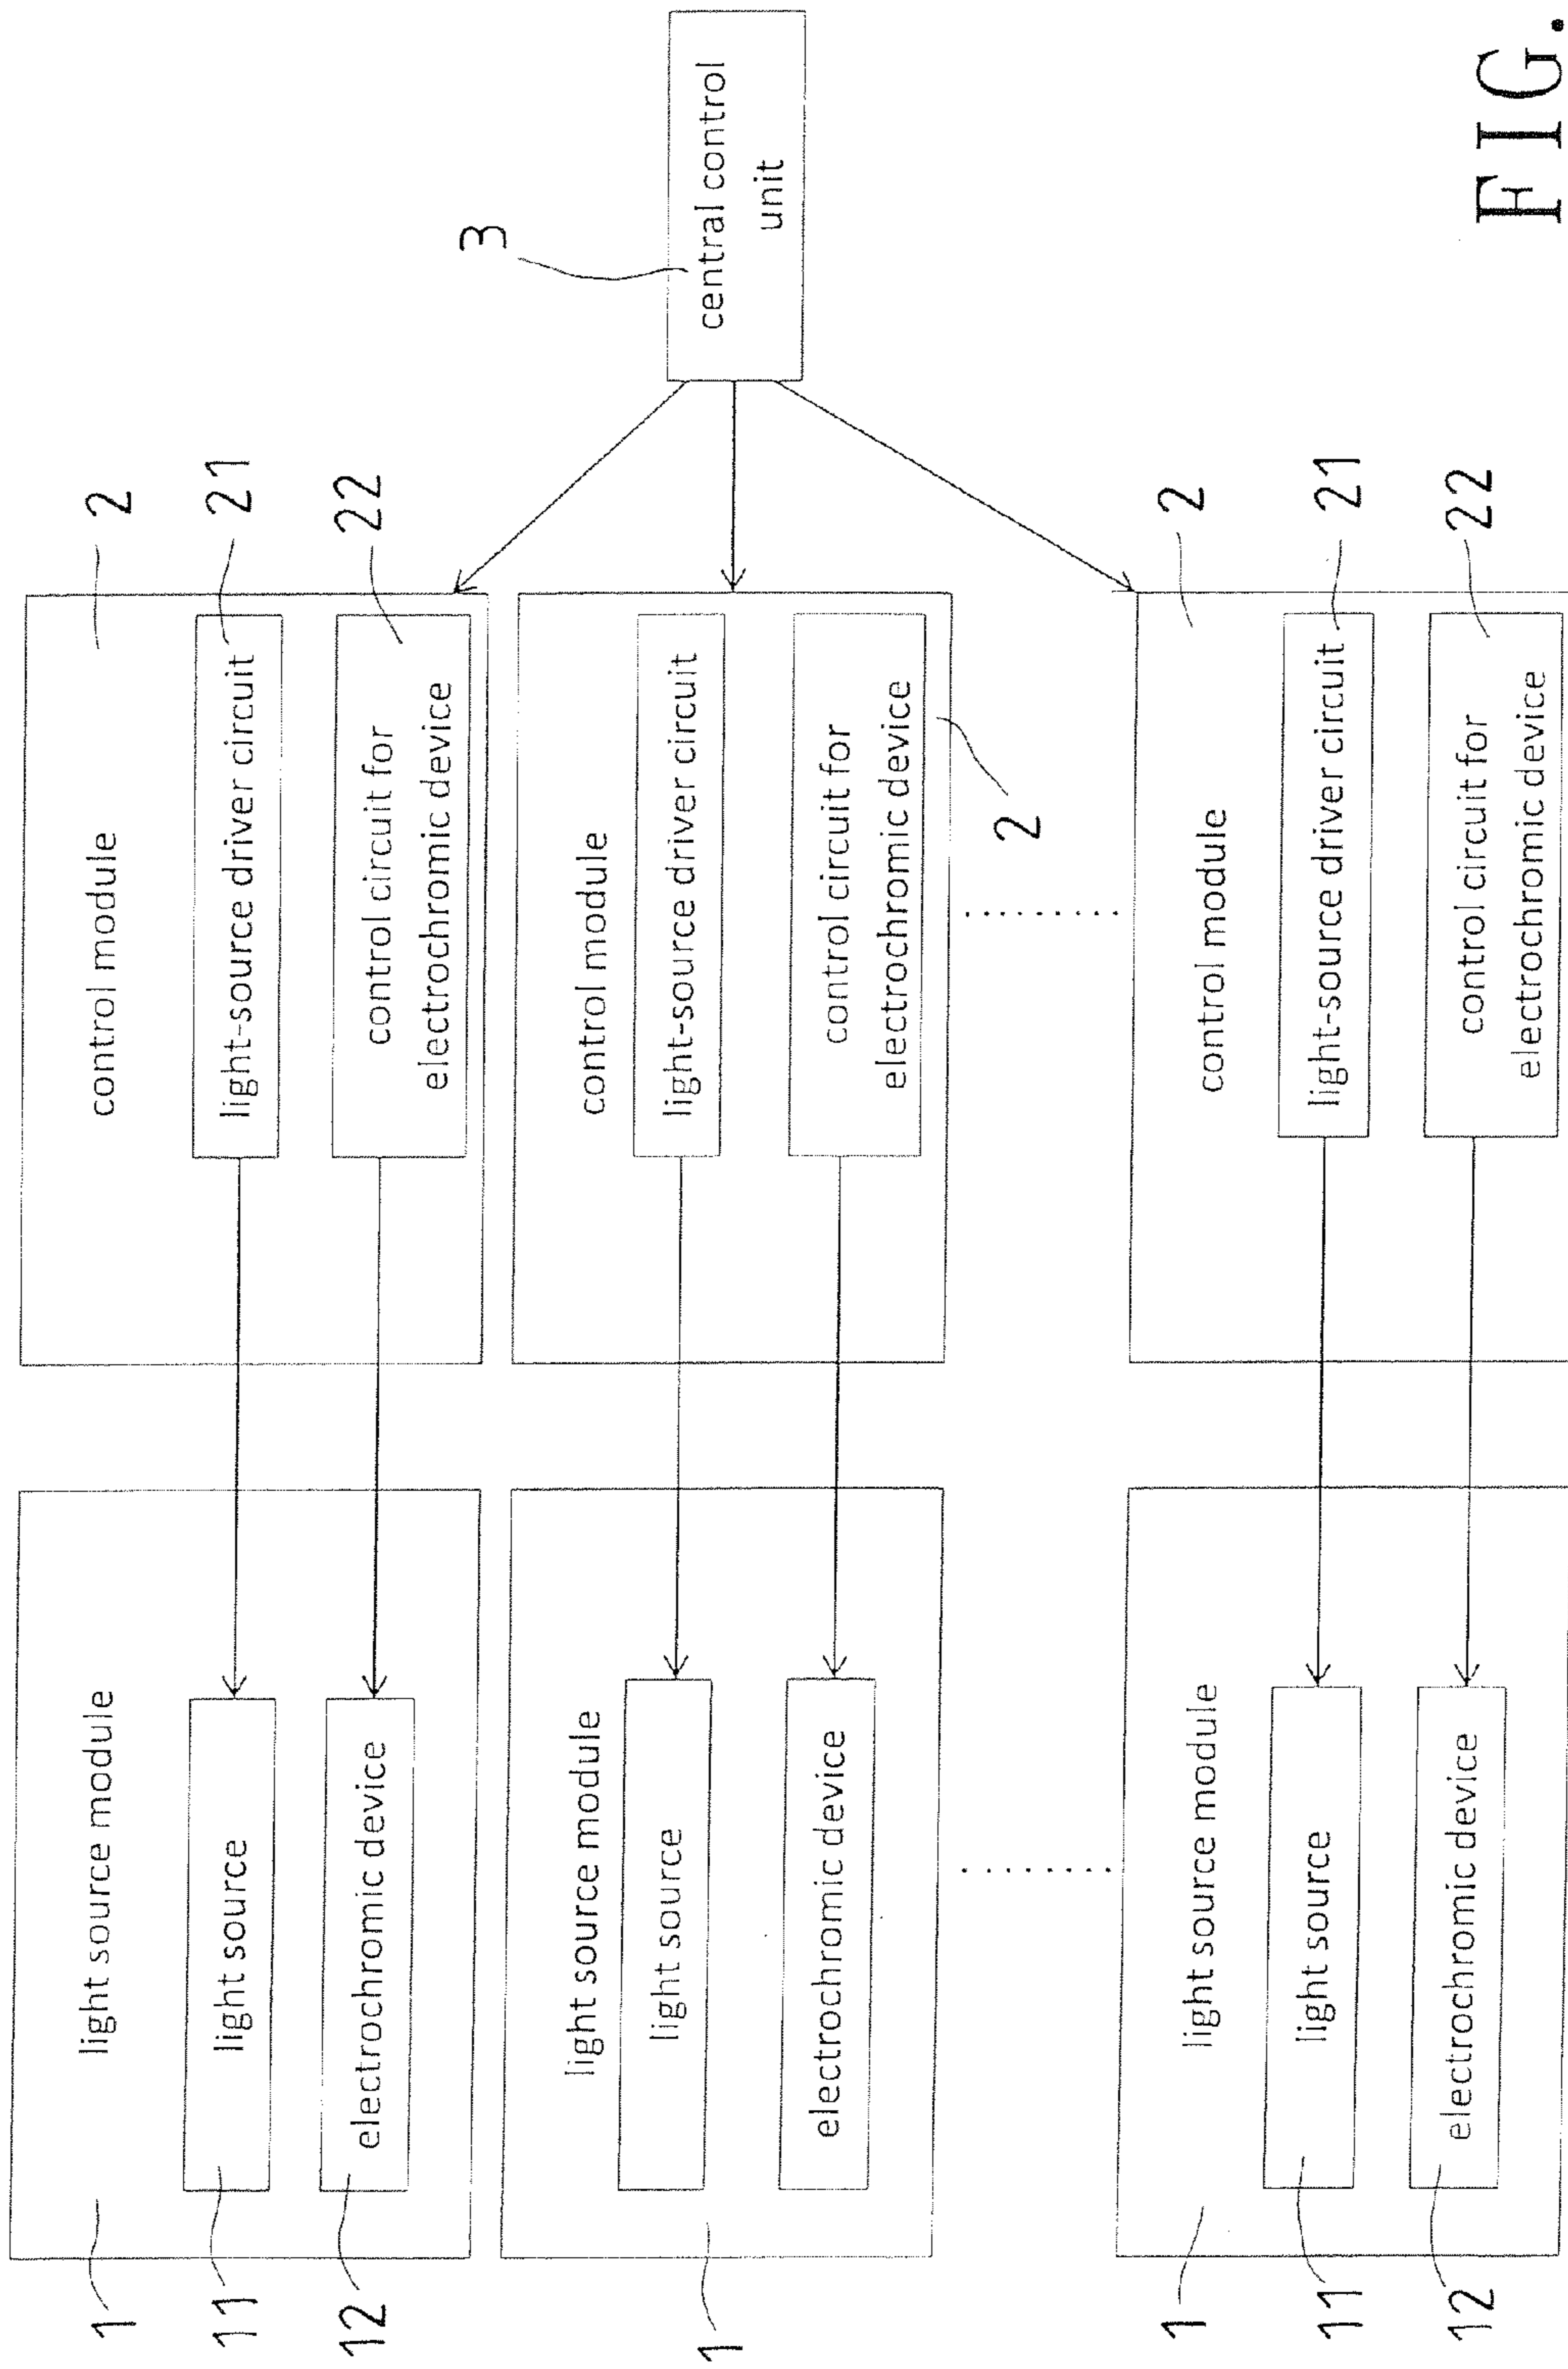 1
light source module
11
light source
12
electrochromic device
2
control module
21
light-source driver circuit
22
control circuit for
electrochromic device
1
light source module
light source
electrochromic device
control module
light-source driver circuit
control circuit for
electrochromic device
2
3
central control
unit
1
light source module
11
light source
12
electrochromic device
2
control module
21
light-source driver circuit
22
control circuit for
electrochromic device
FIG.